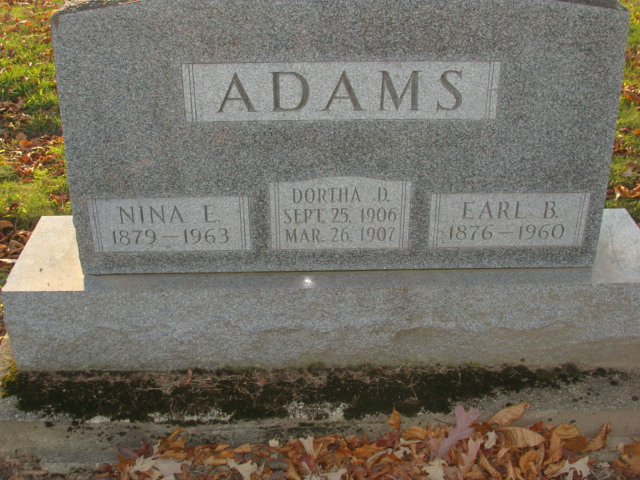 ADAMS
NINA E.
1879 — 1963
DORTHA D.
SEPT. 25, 1906
MAR. 26, 1907
EARL B.
1876 — 1960